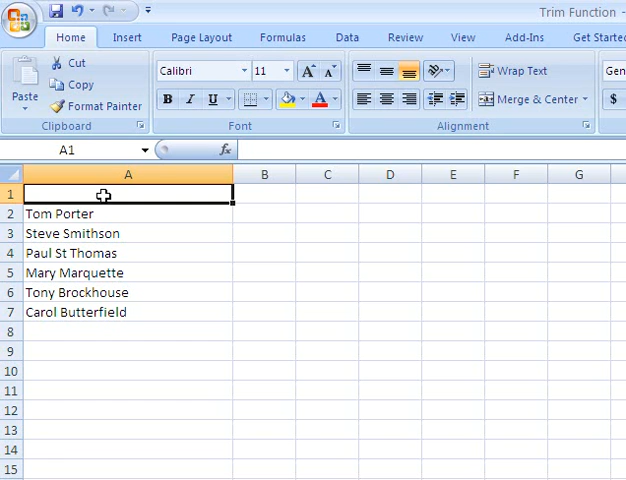 Trim Function -
Home Insert Page Layout Formulas Data Review View Add-Ins Get Starte
Paste Cut Copy Format Painter
Calibri 11 A A Wrap Text Gen
B I U A Merge & Center $
Clipboard Font Alignment
A1 fx
A B C D E F G
1
2 Tom Porter
3 Steve Smithson
4 Paul St Thomas
5 Mary Marquette
6 Tony Brockhouse
7 Carol Butterfield
8
9
10
11
12
13
14
15